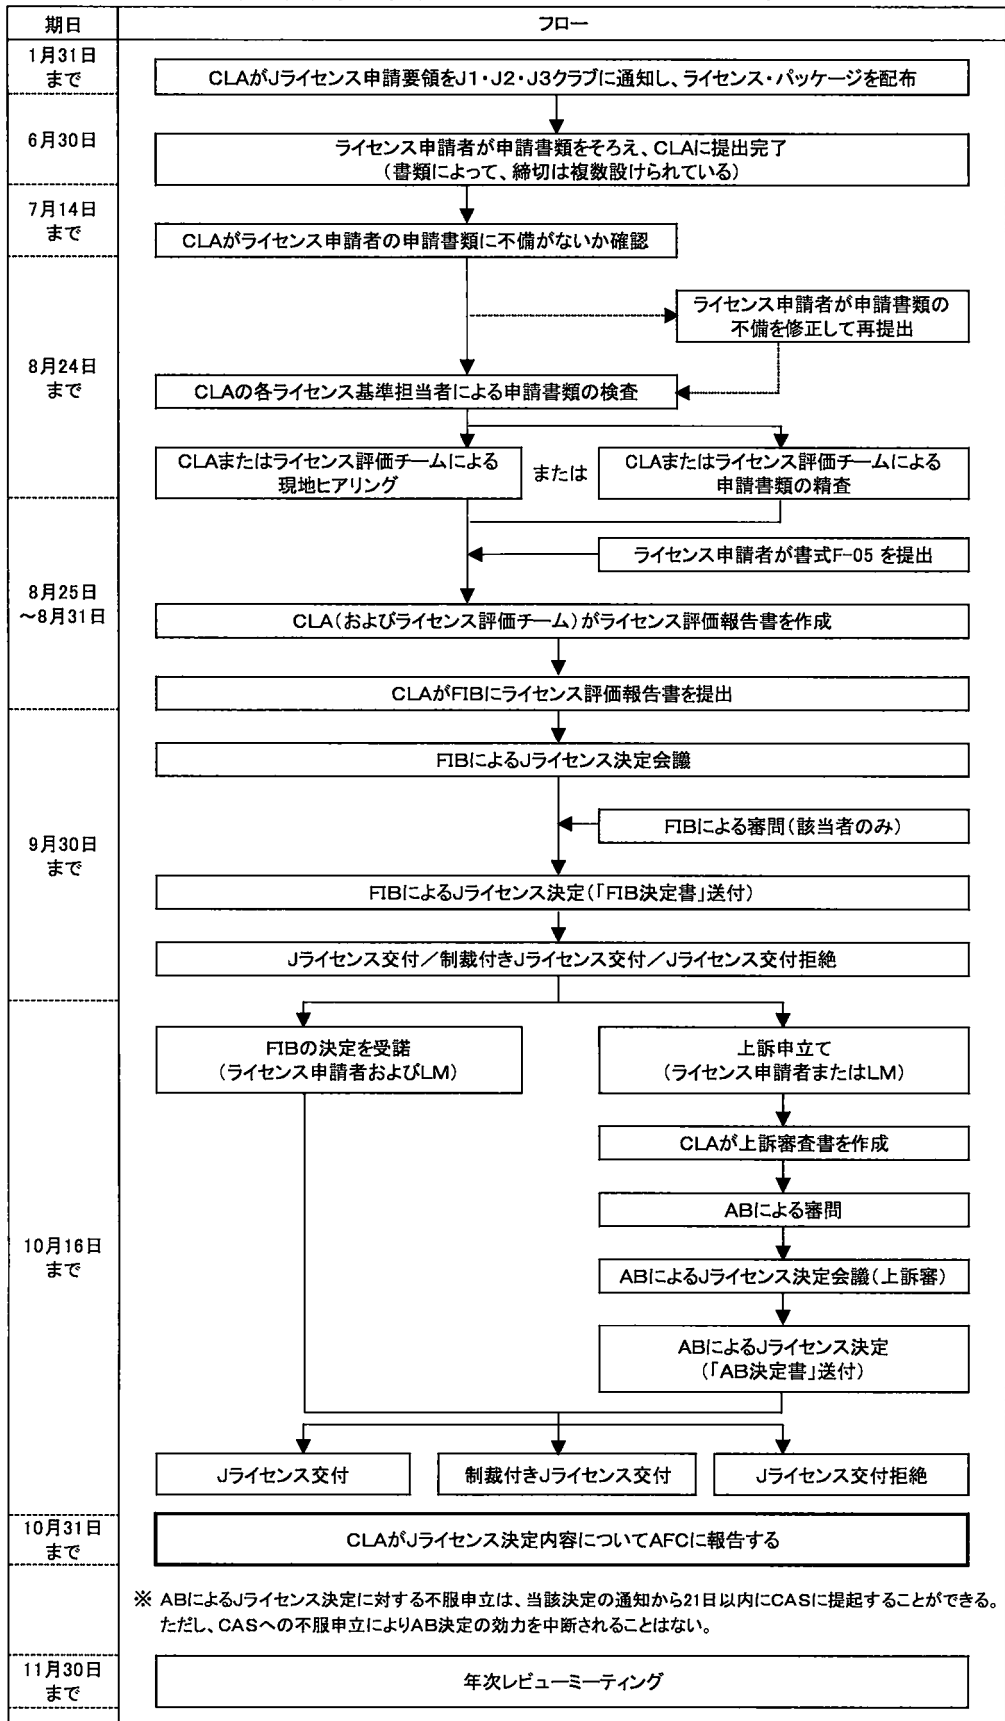 期日
フロー
1月31日
まで
CLAがJライセンス申請要領をJ1・J2・J3クラブに通知し、ライセンス・パッケージを配布
6月30日
ライセンス申請者が申請書類をそろえ、CLAに提出完了
(書類によって、締切は複数設けられている)
7月14日
まで
CLAがライセンス申請者の申請書類に不備がないか確認
ライセンス申請者が申請書類の
不備を修正して再提出
8月24日
まで
CLAの各ライセンス基準担当者による申請書類の検査
CLAまたはライセンス評価チームによる
現地ヒアリング
または
CLAまたはライセンス評価チームによる
申請書類の精査
ライセンス申請者が書式F-05 を提出
8月25日
～8月31日
CLA(およびライセンス評価チーム)がライセンス評価報告書を作成
CLAがFIBにライセンス評価報告書を提出
FIBによるJライセンス決定会議
FIBによる審問(該当者のみ)
9月30日
まで
FIBによるJライセンス決定(「FIB決定書」送付)
Jライセンス交付／制裁付きJライセンス交付／Jライセンス交付拒絶
FIBの決定を受諾
(ライセンス申請者およびLM)
上訴申立て
(ライセンス申請者またはLM)
CLAが上訴審査書を作成
ABによる審問
10月16日
まで
ABによるJライセンス決定会議(上訴審)
ABによるJライセンス決定
(「AB決定書」送付)
Jライセンス交付
制裁付きJライセンス交付
Jライセンス交付拒絶
10月31日
まで
CLAがJライセンス決定内容についてAFCに報告する
※ ABによるJライセンス決定に対する不服申立は、当該決定の通知から21日以内にCASに提起することができる。
ただし、CASへの不服申立によりAB決定の効力を中断されることはない。
11月30日
まで
年次レビューミーティング